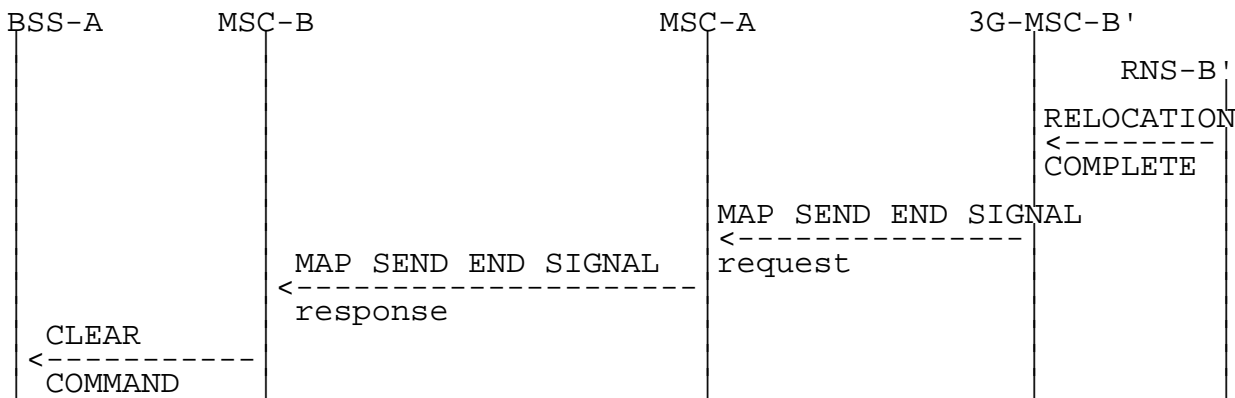 BSS-A MSC-B MSC-A 3G-MSC-B'
RNS-B'
RELOCATION
COMPLETE
MAP SEND END SIGNAL
request
MAP SEND END SIGNAL
response
CLEAR
COMMAND